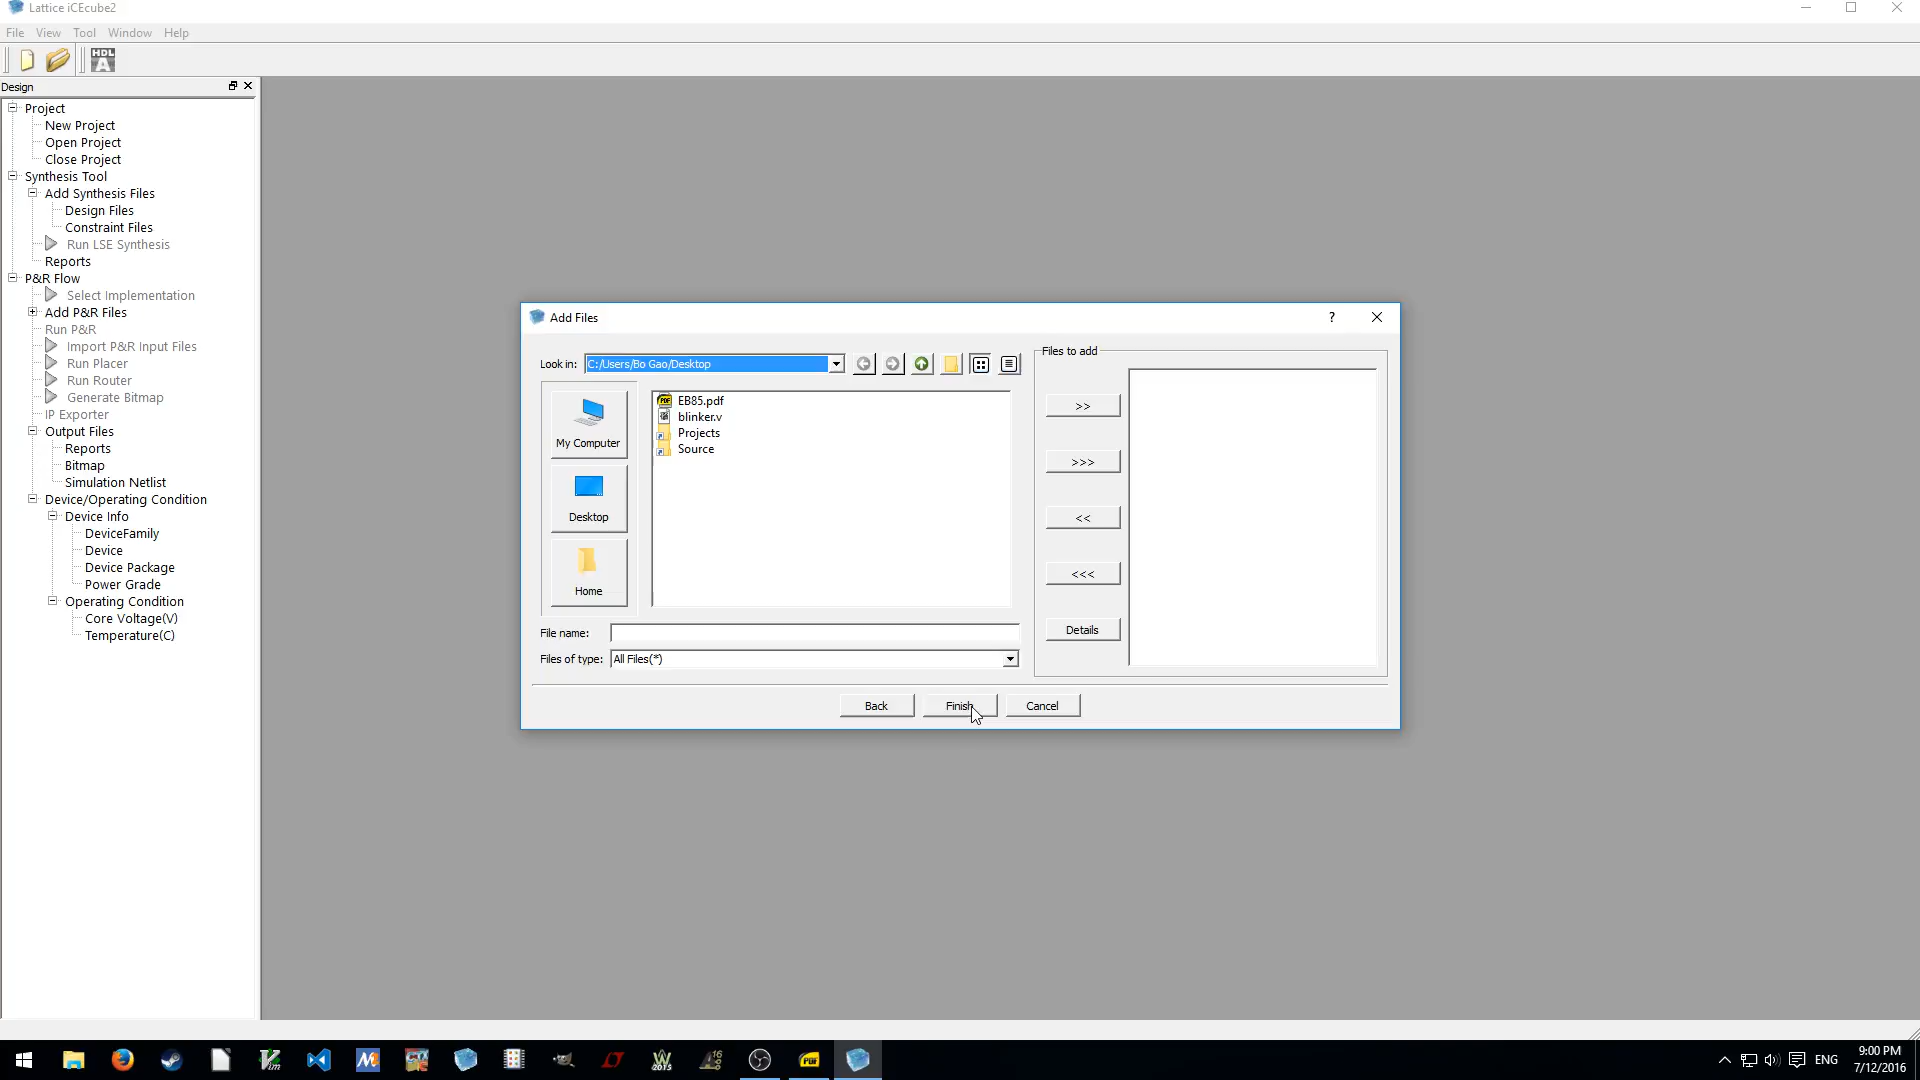 Lattice iCEcube2
File View Tool Window Help
HDL
A
Design
Project
New Project
Open Project
Close Project
Synthesis Tool
Add Synthesis Files
Design Files
Constraint Files
Run LSE Synthesis
Reports
P&R Flow
Select Implementation
Add P&R Files
Run P&R
Import P&R Input Files
Run Placer
Run Router
Generate Bitmap
IP Exporter
Output Files
Reports
Bitmap
Simulation Netlist
Device/Operating Condition
Device Info
DeviceFamily
Device
Device Package
Power Grade
Operating Condition
Core Voltage(V)
Temperature(C)
Add Files
?
Look in: C:/Users/Bo Gao/Desktop
My Computer
Desktop
Home
EB85.pdf
blinker.v
Projects
Source
File name:
Files of type: All Files(*)
Files to add
>>
>>>
<<
<<<
Details
Back Finish Cancel
ENG
9:00 PM
7/12/2016